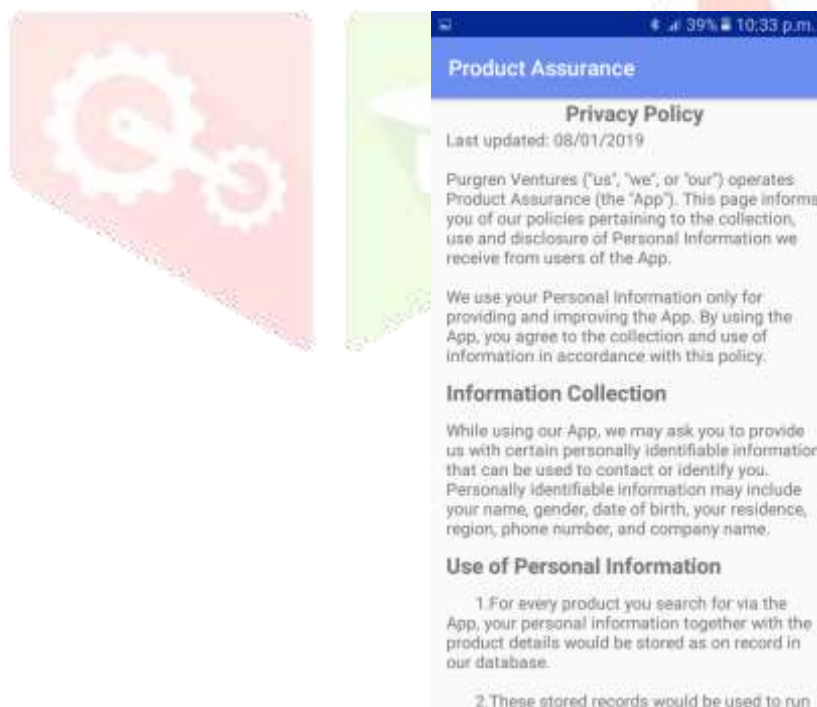 39% 10:33 p.m.
Product Assurance
Privacy Policy
Last updated: 08/01/2019
Purgren Ventures ("us", "we", or "our") operates
Product Assurance (the "App"). This page informs
you of our policies pertaining to the collection,
use and disclosure of Personal Information we
receive from users of the App.
We use your Personal Information only for
providing and improving the App. By using the
App, you agree to the collection and use of
information in accordance with this policy.
Information Collection
While using our App, we may ask you to provide
us with certain personally identifiable information
that can be used to contact or identify you.
Personally identifiable information may include
your name, gender, date of birth, your residence,
region, phone number, and company name.
Use of Personal Information
1.For every product you search for via the
App, your personal information together with the
product details would be stored as on record in
our database.
2.These stored records would be used to run